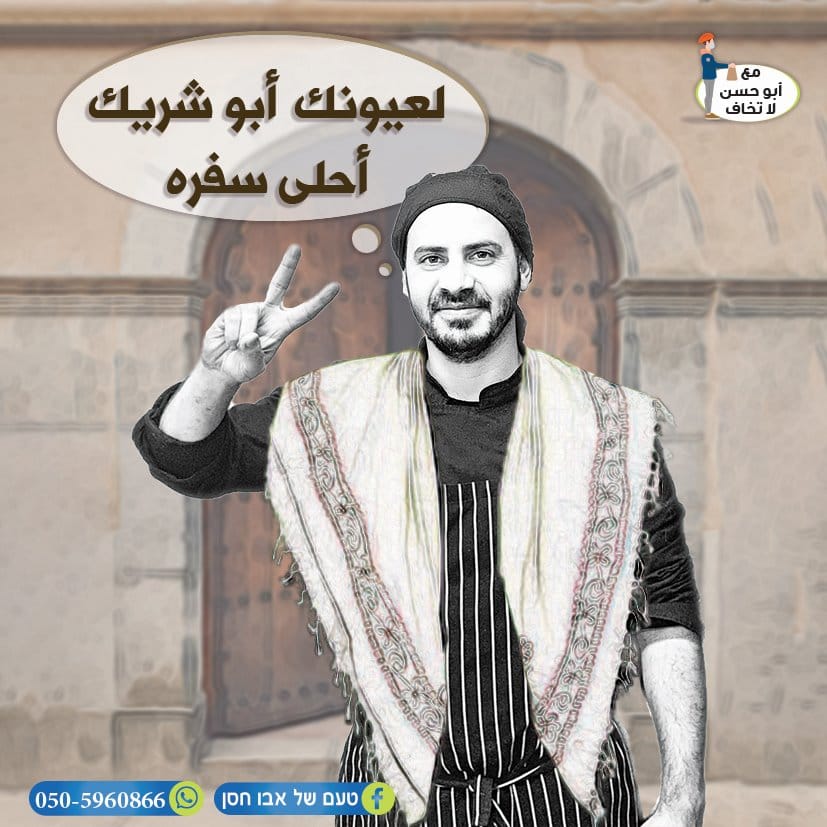 لعيونك أبو شريك
أحلى سفره
مع
أبو حسن
لا تخاف
050-5960866
טעם של אבו חסן